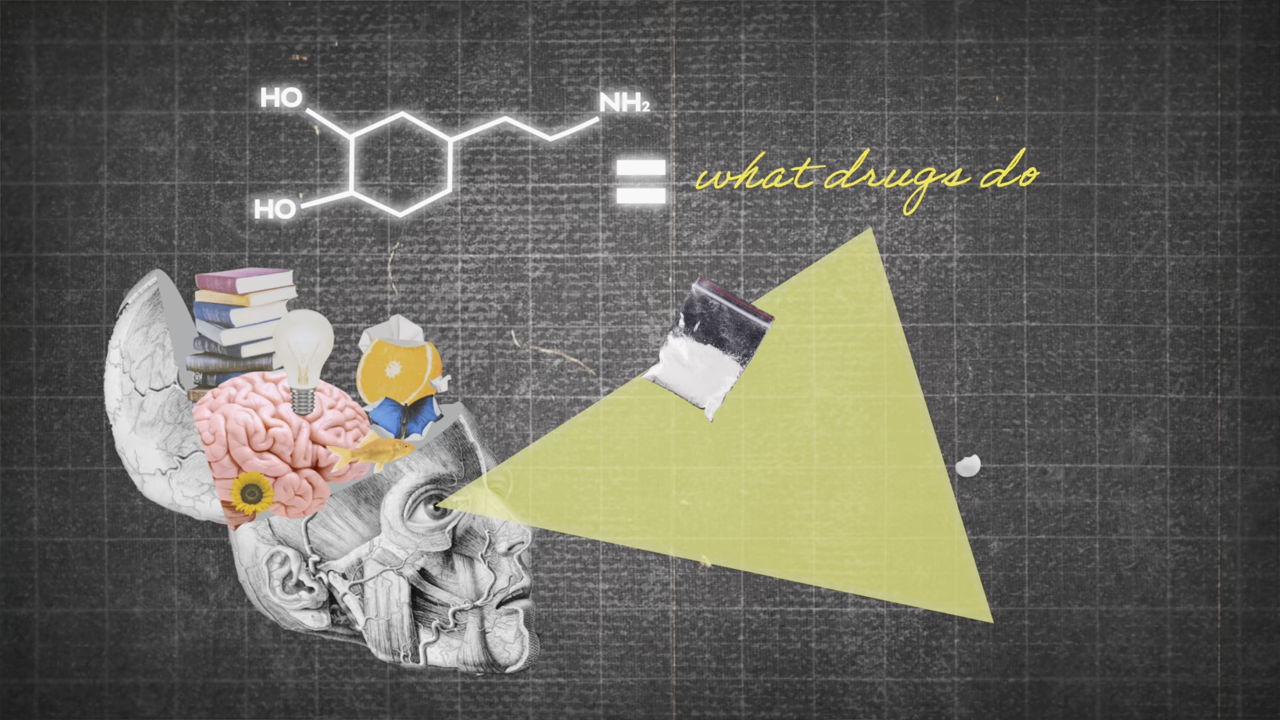 HO
NH₂
= what drugs do
HO